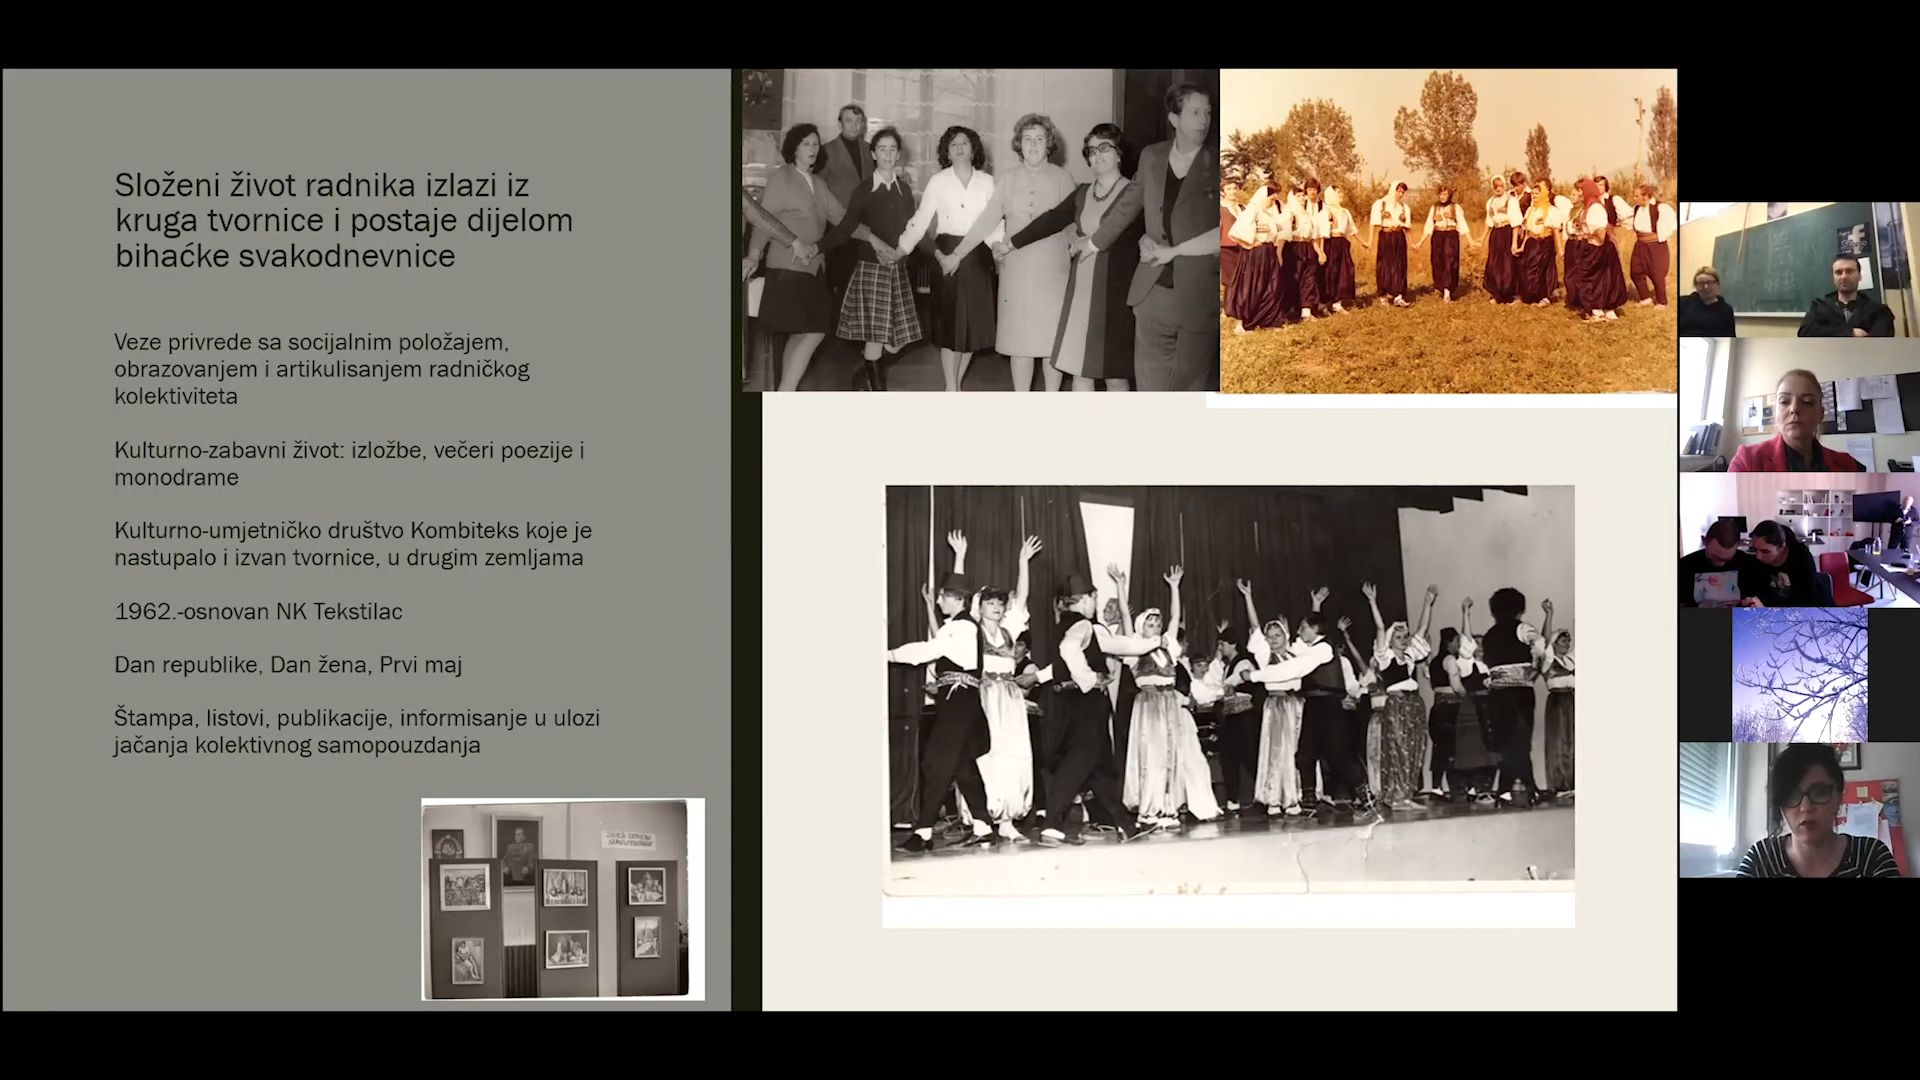 Složeni život radnika izlazi iz
kruga tvornice i postaje dijelom
bihaćke svakodnevnice
Veze privrede sa socijalnim položajem,
obrazovanjem i artikulisanjem radničkog
kolektiviteta
Kulturno-zabavni život: izložbe, večeri poezije i
monodrame
Kulturno-umjetničko društvo Kombiteks koje je
nastupalo i izvan tvornice, u drugim zemljama
1962.-osnovan NK Tekstilac
Dan republike, Dan žena, Prvi maj
Štampa, listovi, publikacije, informisanje u ulozi
jačanja kolektivnog samopouzdanja